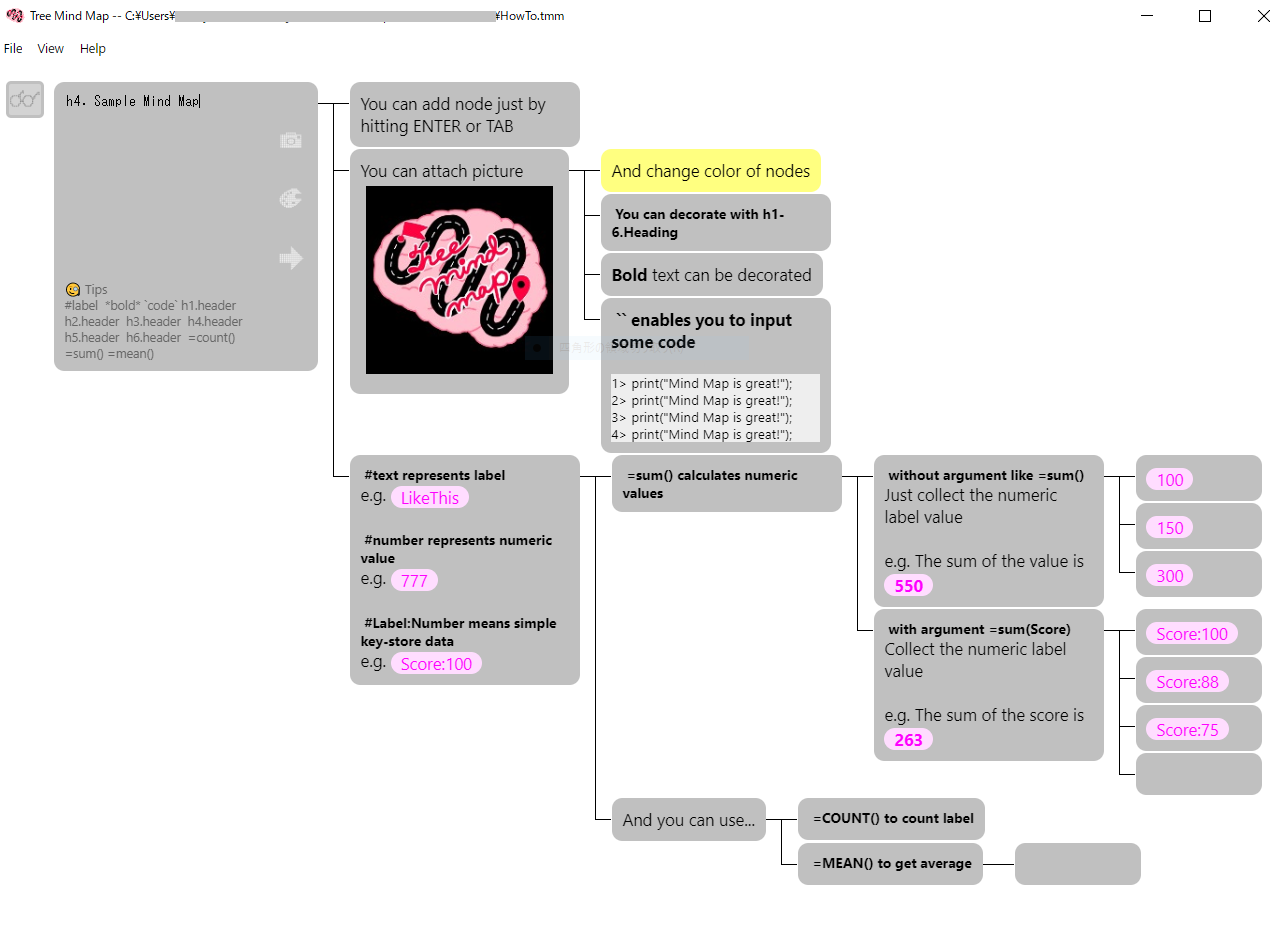 Tree Mind Map -- C:¥Users¥ ¥HowTo.tmm
File View Help
h4. Sample Mind Map
Tips
#label *bold* `code` h1.header
h2.header h3.header h4.header
h5.header h6.header =count()
=sum() =mean()
You can add node just by
hitting ENTER or TAB
You can attach picture
thee
mind
map
And change color of nodes
You can decorate with h1-
6.Heading
Bold text can be decorated
`` enables you to input
some code
1> print("Mind Map is great!");
2> print("Mind Map is great!");
3> print("Mind Map is great!");
4> print("Mind Map is great!");
#text represents label
e.g. LikeThis
#number represents numeric
value
e.g. 777
#Label:Number means simple
key-store data
e.g. Score:100
=sum() calculates numeric
values
without argument like =sum()
Just collect the numeric
label value
e.g. The sum of the value is
550
100
150
300
with argument =sum(Score)
Collect the numeric label
value
e.g. The sum of the score is
263
Score:100
Score:88
Score:75
And you can use...
=COUNT() to count label
=MEAN() to get average